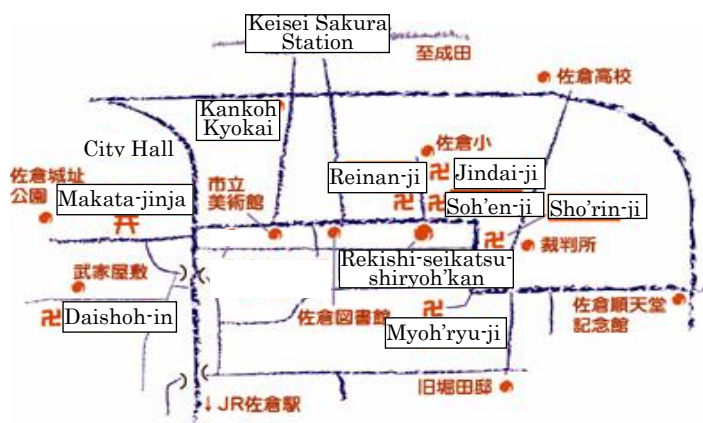 Keisei Sakura
Station
至成田
佐倉高校
Kankoh
Kyokai
City Hall
佐倉小
佐倉城址
公園
Makata-jinja
市立
美術館
Reinan-ji
Jindai-ji
Soh'en-ji
Sho'rin-ji
武家屋敷
Rekishi-seikatsu-
shiryoh'kan
裁判所
Daishoh-in
佐倉図書館
Myoh'ryu-ji
佐倉順天堂
記念館
↓JR佐倉駅
旧堀田邸